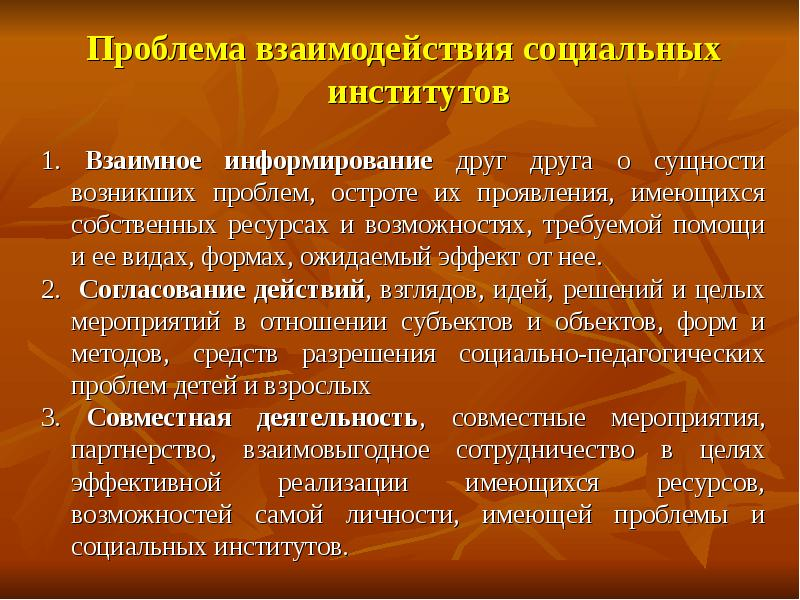 Проблема взаимодействия социальных
институтов
1. Взаимное информирование друг друга о сущности
возникших проблем, остроте их проявления, имеющихся
собственных ресурсах и возможностях, требуемой помощи
и ее видах, формах, ожидаемый эффект от нее.
2. Согласование действий, взглядов, идей, решений и целых
мероприятий в отношении субъектов и объектов, форм и
методов, средств разрешения социально-педагогических
проблем детей и взрослых
3. Совместная деятельность, совместные мероприятия,
партнерство, взаимовыгодное сотрудничество в целях
эффективной реализации имеющихся ресурсов,
возможностей самой личности, имеющей проблемы и
социальных институтов.